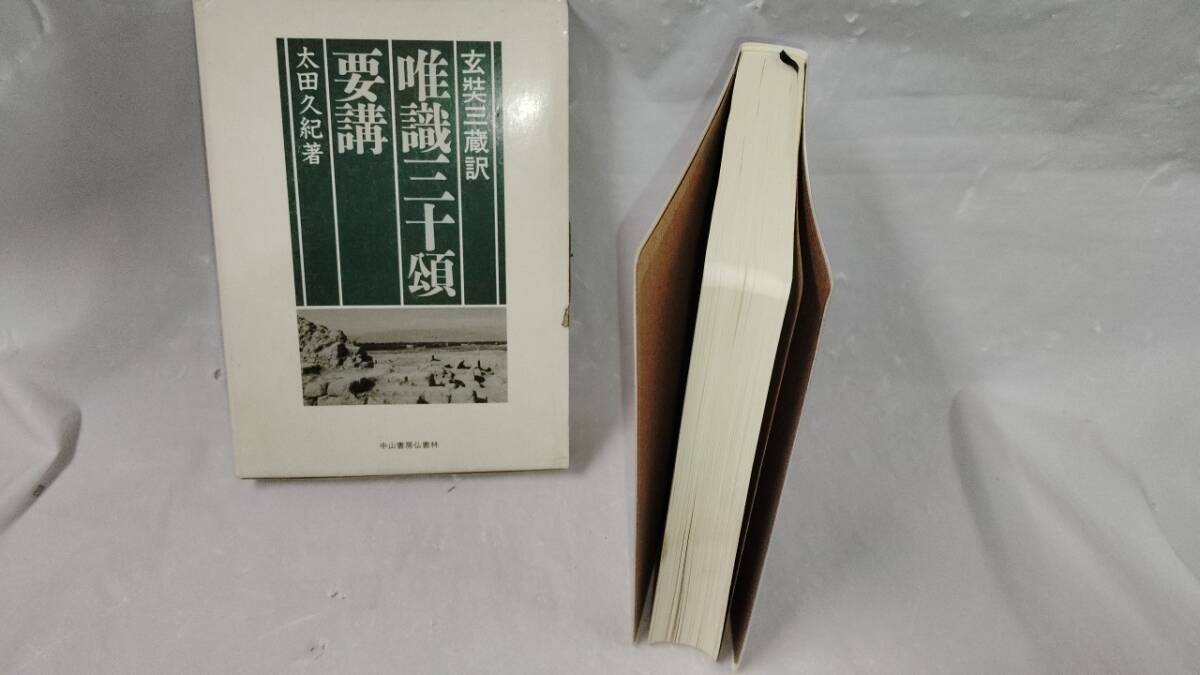 玄奘三蔵訳
唯識三十頌
要講
太田久紀著
中山書房仏書林